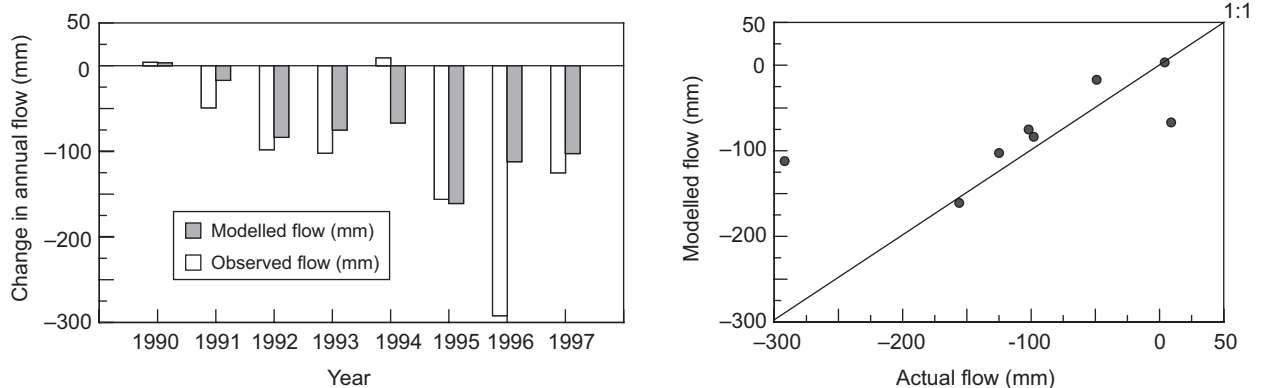 Change in annual flow (mm)
50
0
–100
–200
–300
Modelled flow (mm)
Observed flow (mm)
1990 1991 1992 1993 1994 1995 1996 1997
Year
1:1
Modelled flow (mm)
50
0
–100
–200
–300
–300 –200 -100 0 50
Actual flow (mm)